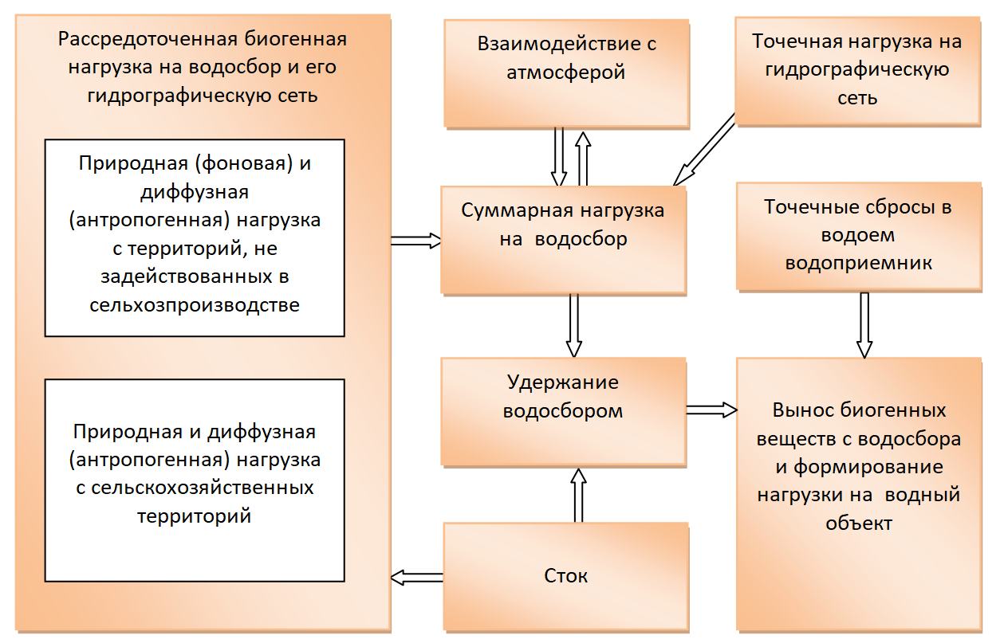 Рассредоточенная биогенная
нагрузка на водосбор и его
гидрографическую сеть
Природная (фоновая) и
диффузная
(антропогенная) нагрузка
с территорий, не
задействованных в
сельхозпроизводстве
Природная и диффузная
(антропогенная) нагрузка
с сельскохозяйственных
территорий
Взаимодействие с
атмосферой
Суммарная нагрузка
на водосбор
Удержание
водосбором
Сток
Точечная нагрузка на
гидрографическую
сеть
Точечные сбросы в
водоем
водоприемник
Вынос биогенных
веществ с водосбора
и формирование
нагрузки на водный
объект